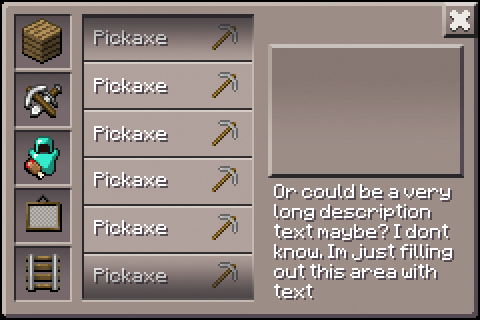 Pickaxe
Pickaxe
Pickaxe
Pickaxe
Pickaxe
Pickaxe
Or could be a very
long description
text maybe? I dont
know. Im just filling
out this area with
text